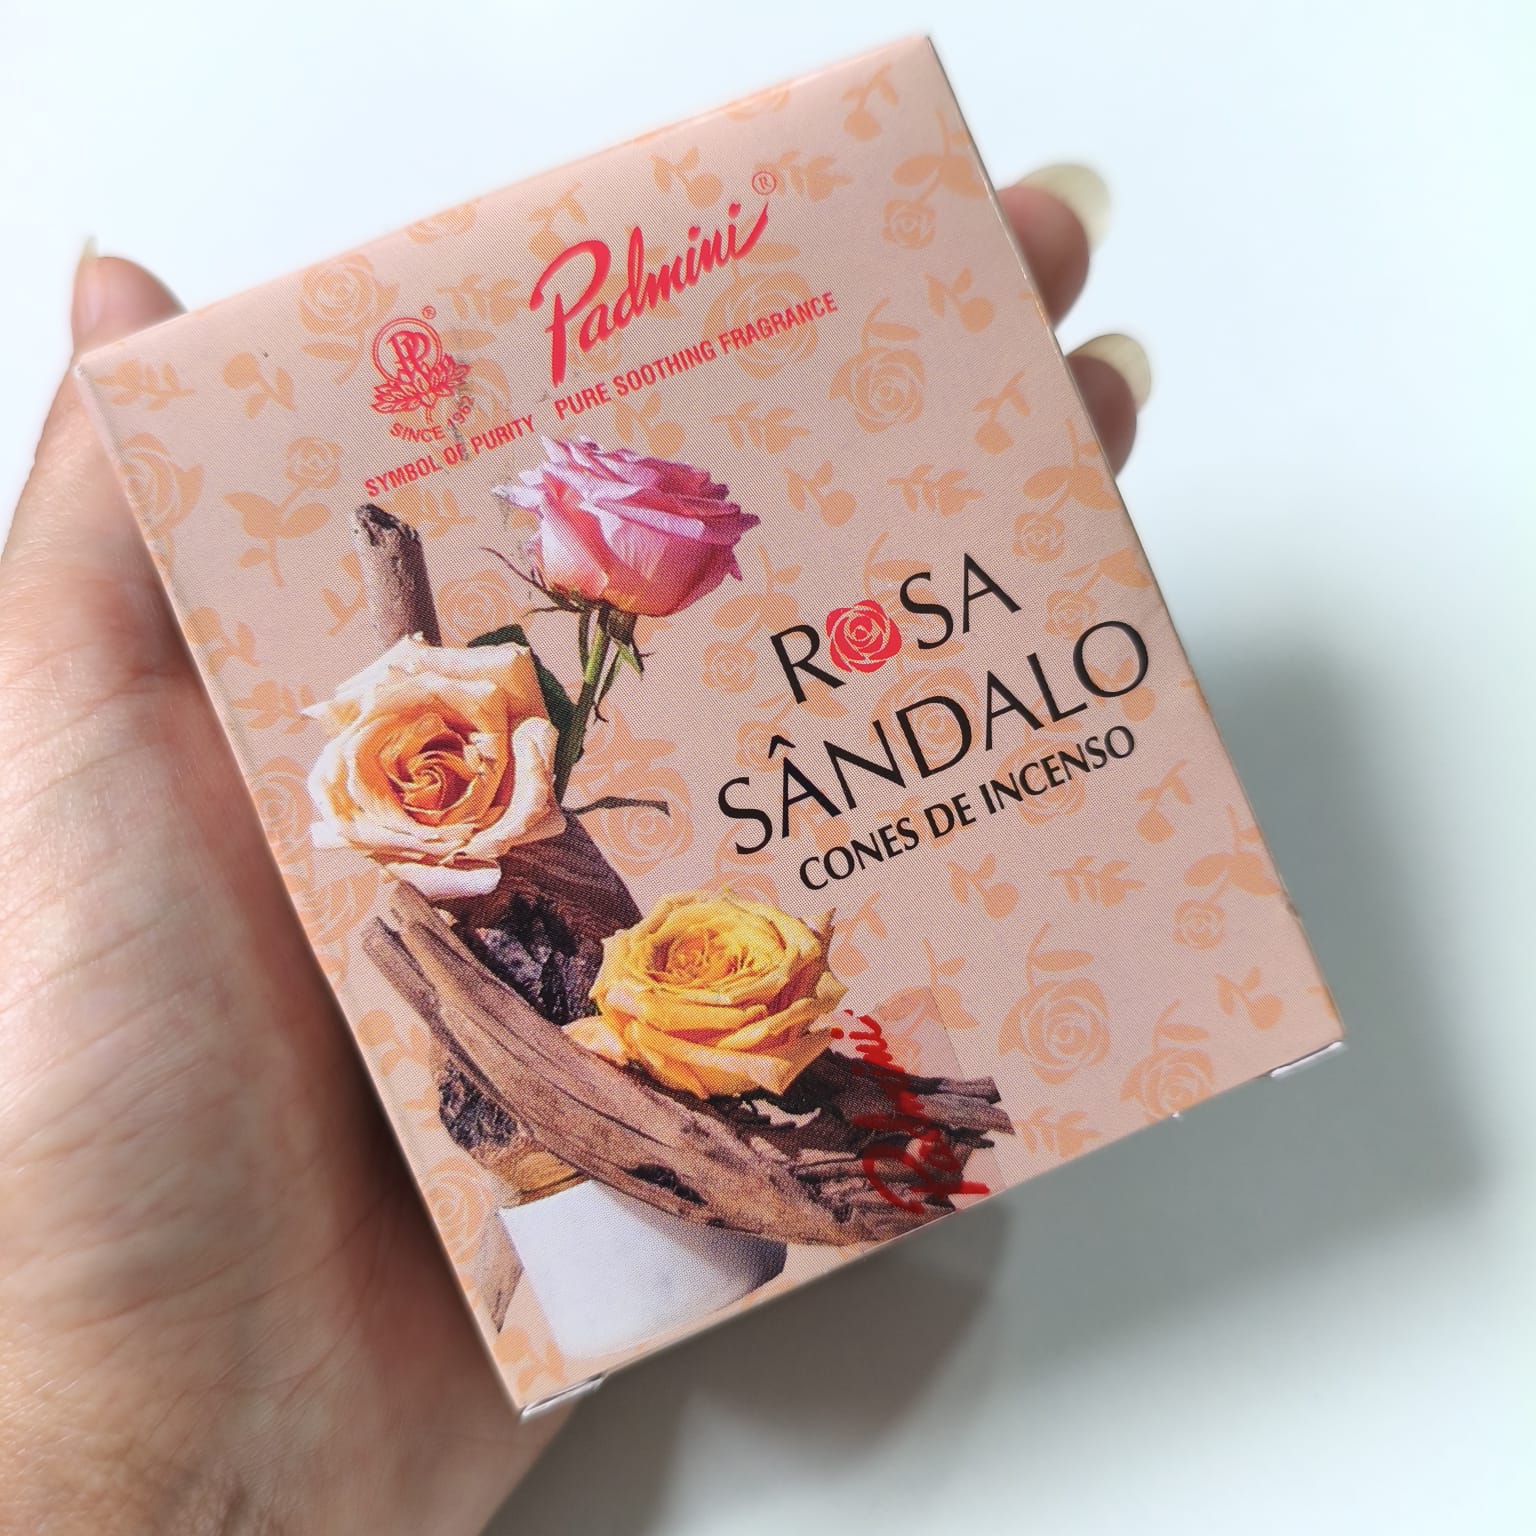 Padmini®
R®
SINCE 1962
SYMBOL OF PURITY PURE SOOTHING FRAGRANCE
ROSA
SÂNDALO
CONES DE INCENSO
Padmini